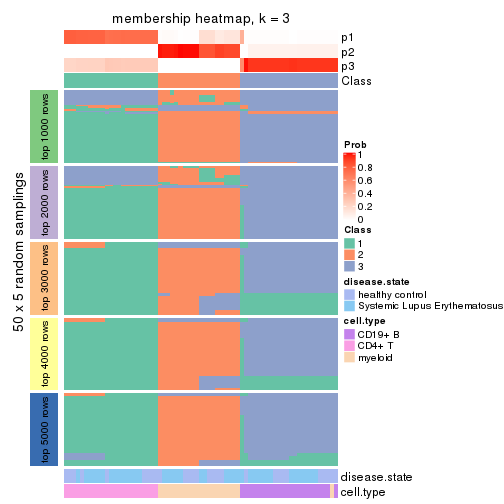 membership heatmap, k = 3
p1
p2
p3
Class
50 x 5 random samplings
top 1000 rows
top 2000 rows
top 3000 rows
top 4000 rows
top 5000 rows
disease.state
cell.type
Prob
1
0.8
0.6
0.4
0.2
0
Class
1
2
3
disease.state
healthy control
Systemic Lupus Erythematosus
cell.type
CD19+ B
CD4+ T
myeloid